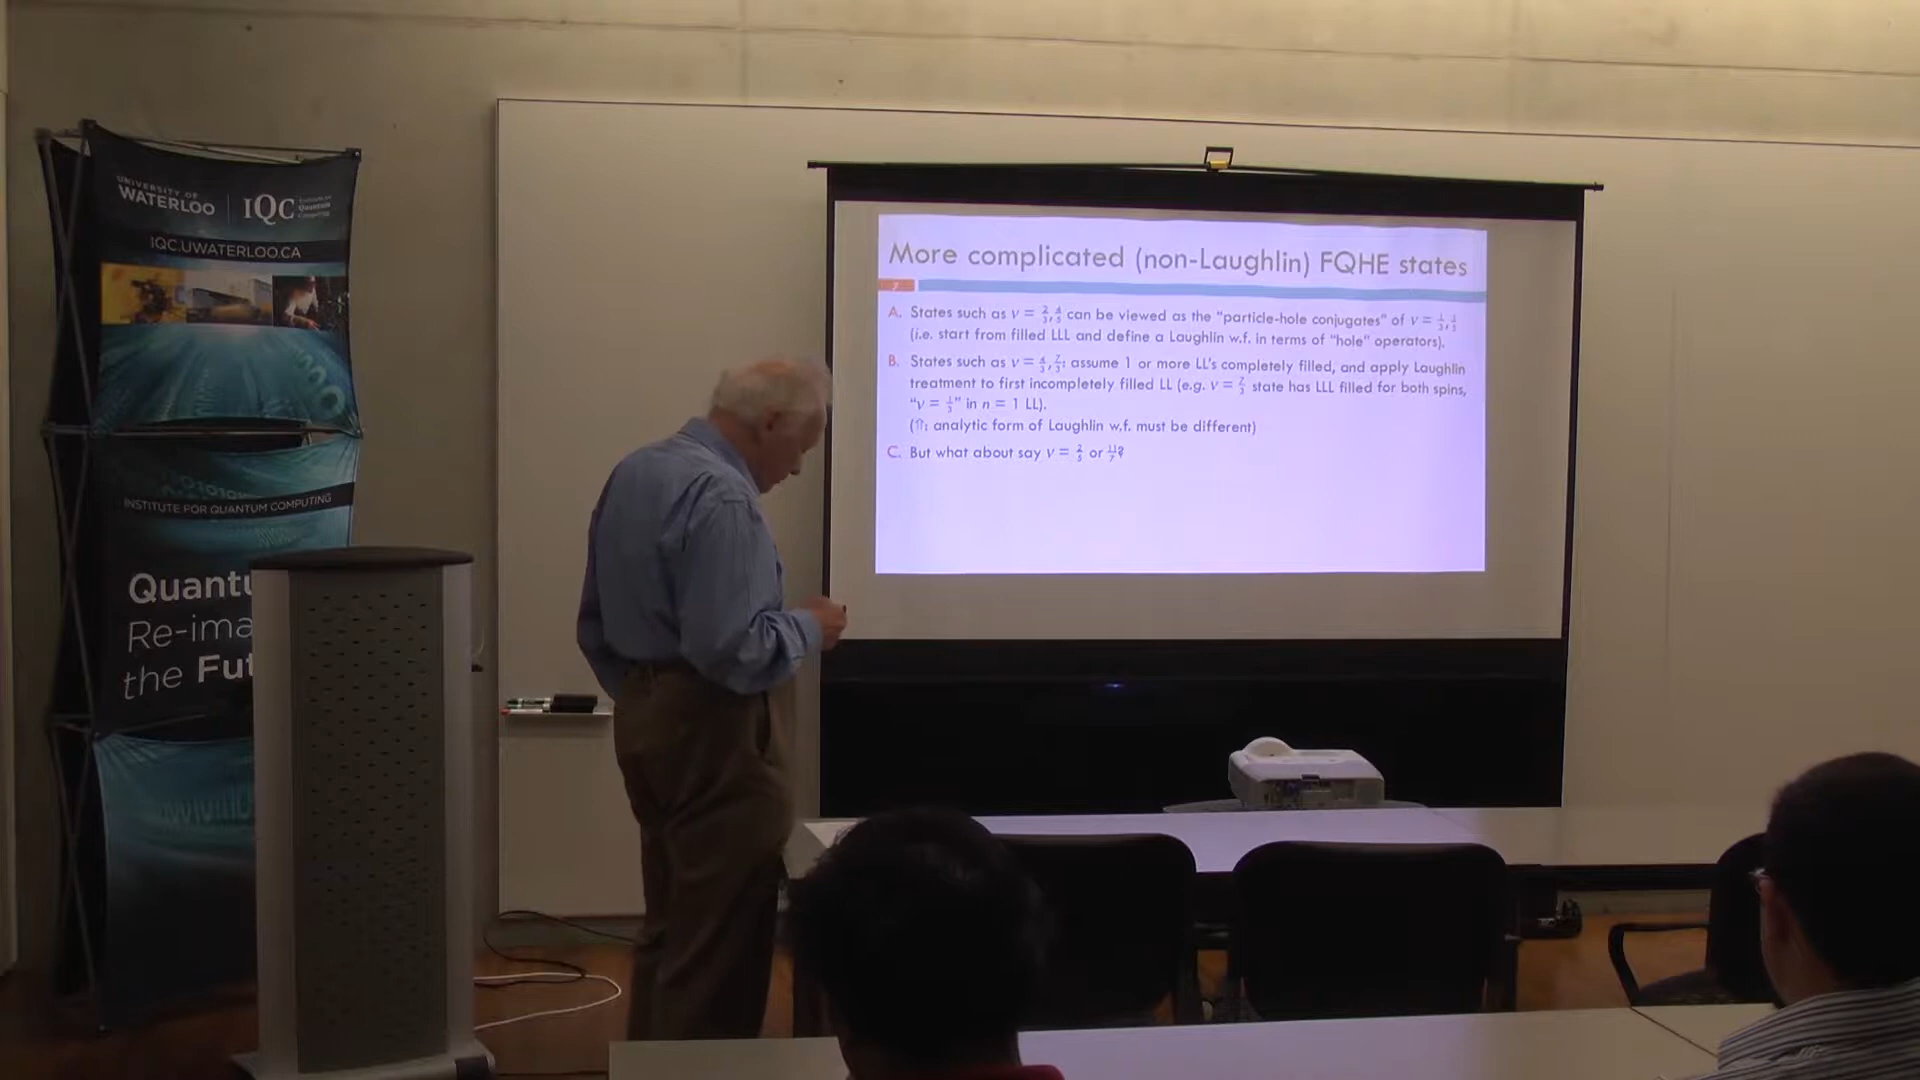 UNIVERSITY OF
WATERLOO
IQC
Institute for
Quantum
Computing
IQC.UWATERLOO.CA
INSTITUTE FOR QUANTUM COMPUTING
Quantu
Re-ima
the Fut
More complicated (non-Laughlin) FQHE states
7
A. States such as ν = 2/3, 4/5 can be viewed as the "particle-hole conjugates" of ν = 1/3, 1/5
(i.e. start from filled LLL and define a Laughlin w.f. in terms of "hole" operators).
B. States such as ν = 4/3, 7/3: assume 1 or more LL's completely filled, and apply Laughlin
treatment to first incompletely filled LL (e.g. ν = 7/3 state has LLL filled for both spins,
"ν = 1/3" in n = 1 LL).
(⇑: analytic form of Laughlin w.f. must be different)
C. But what about say ν = 2/5 or 11/7?